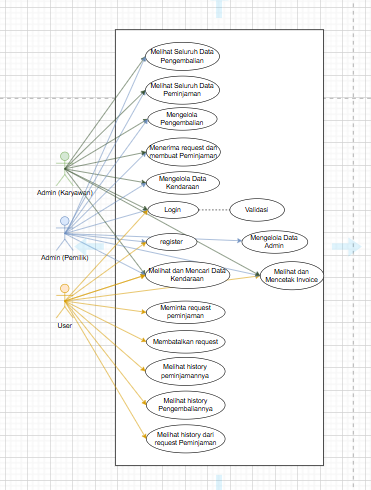 Melihat Seluruh Data
Pengembalian
Melihat Seluruh Data
Peminjaman
Mengelola
Pengembalian
Menerima request dan
membuat Peminjaman
Mengelola Data
Kendaraan
Admin (Karyawan)
Login
Validasi
Admin (Pemilik)
register
Mengelola Data
Admin
Melihat dan Mencari Data
Kendaraan
Melihat dan
Mencetak Invoice
User
Meminta request
peminjaman
Membatalkan request
Melihat history
peminjamannya
Melihat history
Pengembaliannya
Melihat history dari
request Peminjaman